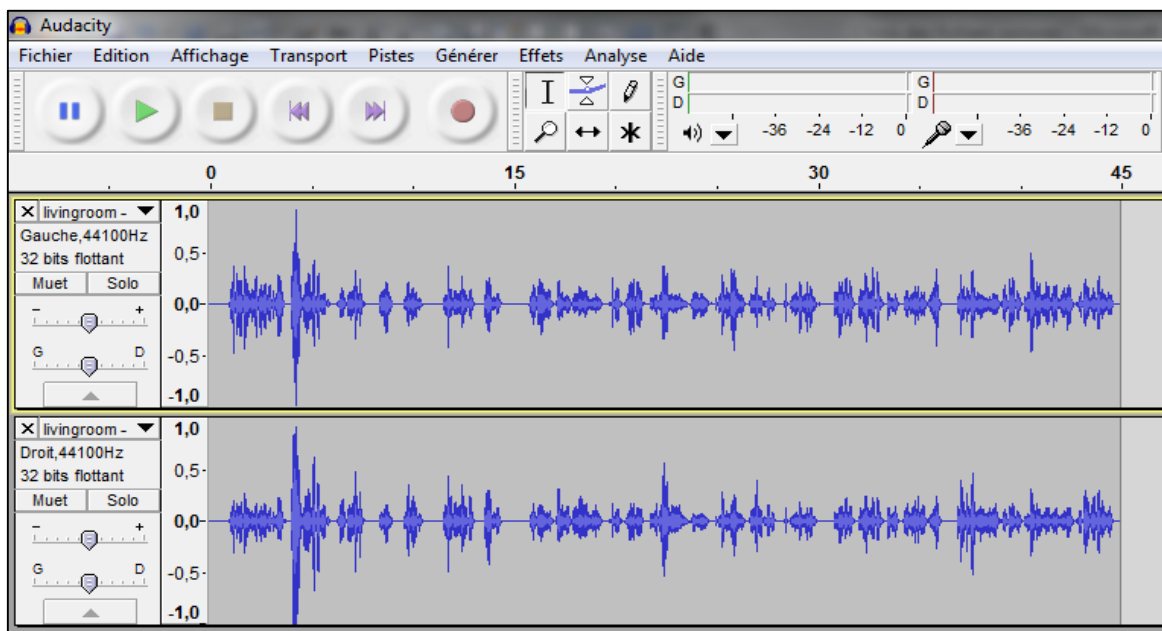 Audacity
Fichier Edition Affichage Transport Pistes Générer Effets Analyse Aide
G
D
-36 -24 -12 0
G
D
-36 -24 -12 0
0 15 30 45
livingroom -
Gauche,44100Hz
32 bits flottant
Muet Solo
- +
G D
1,0
0,5-
0,0-
-0,5-
-1,0
livingroom -
Droit,44100Hz
32 bits flottant
Muet Solo
- +
G D
1,0
0,5-
0,0-
-0,5-
-1,0